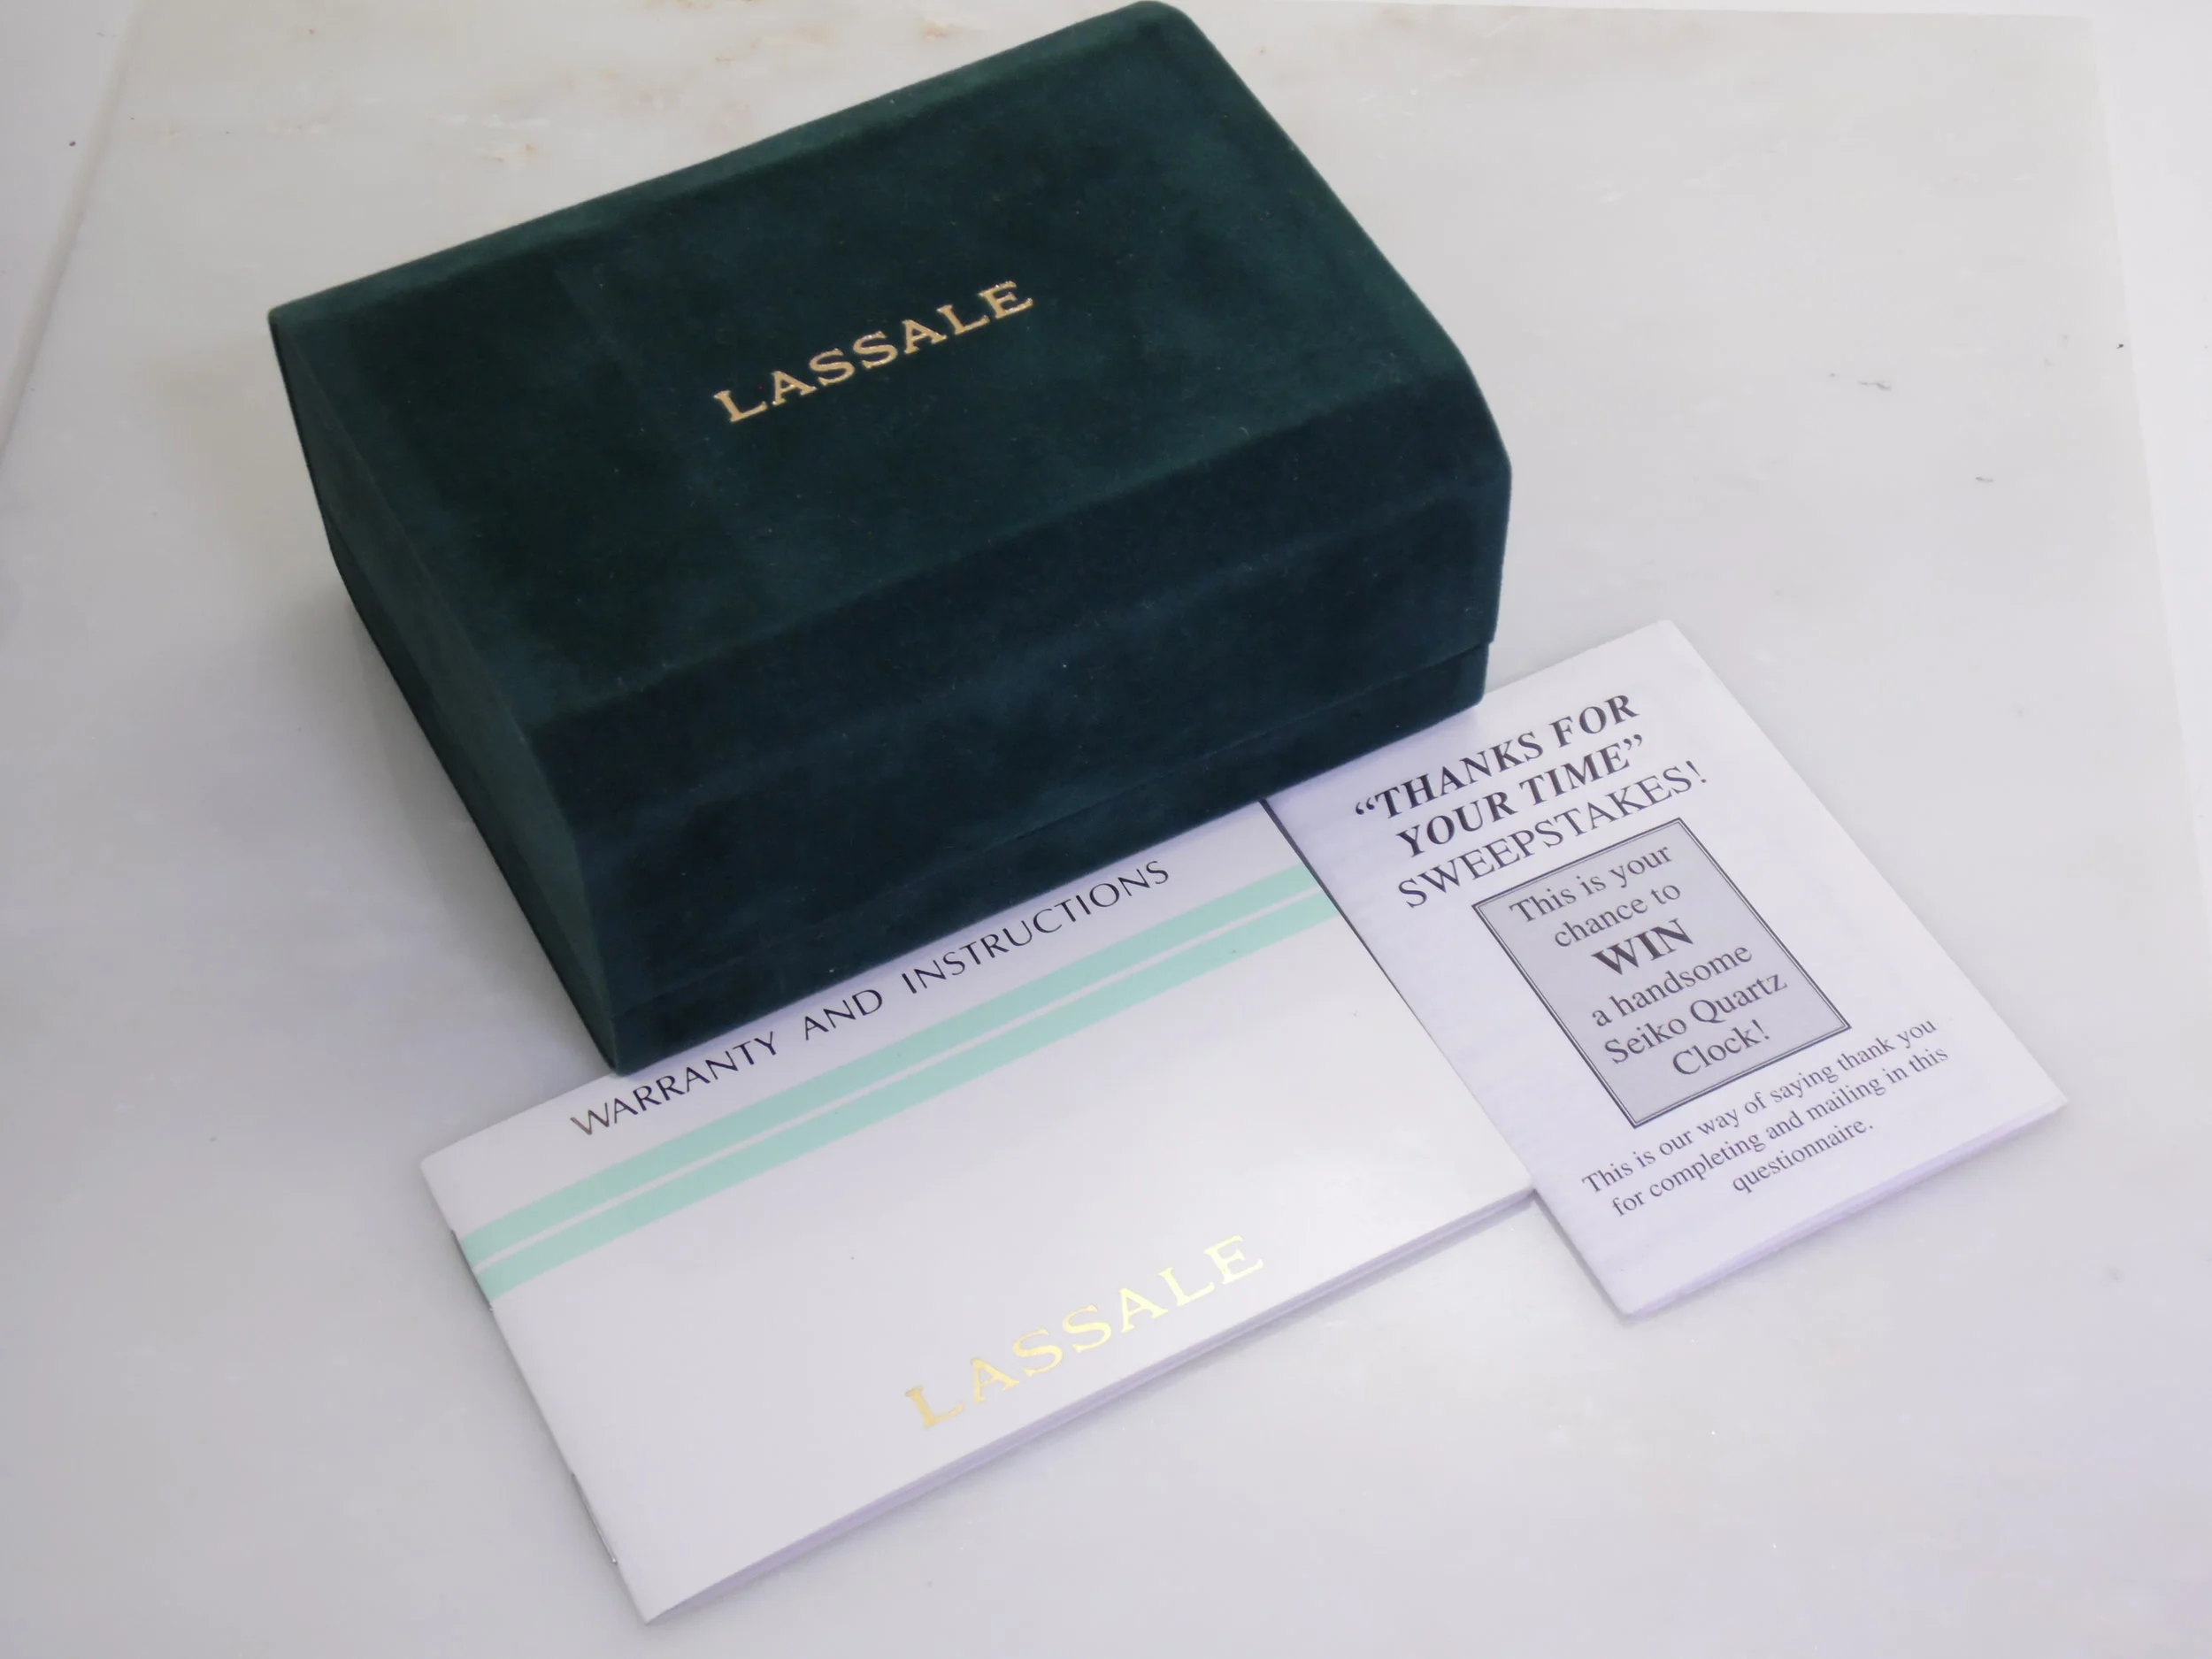 LASSALE
WARRANTY AND INSTRUCTIONS
LASSALE
“THANKS FOR
YOUR TIME”
SWEEPSTAKES!
This is your
chance to
WIN
a handsome
Seiko Quartz
Clock!
This is our way of saying thank you
for completing and mailing in this
questionnaire.